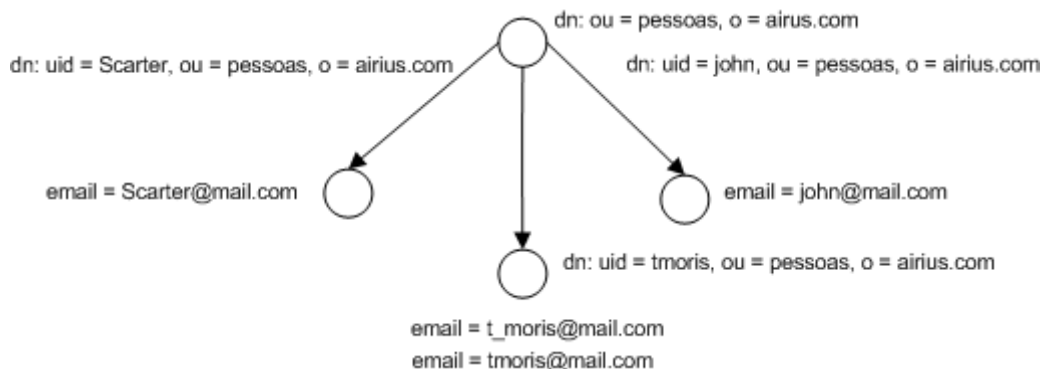 dn: ou = pessoas, o = airus.com
dn: uid = Scarter, ou = pessoas, o = airius.com
dn: uid = john, ou = pessoas, o = airius.com
email = Scarter@mail.com
email = john@mail.com
dn: uid = tmoris, ou = pessoas, o = airius.com
email = t_moris@mail.com
email = tmoris@mail.com